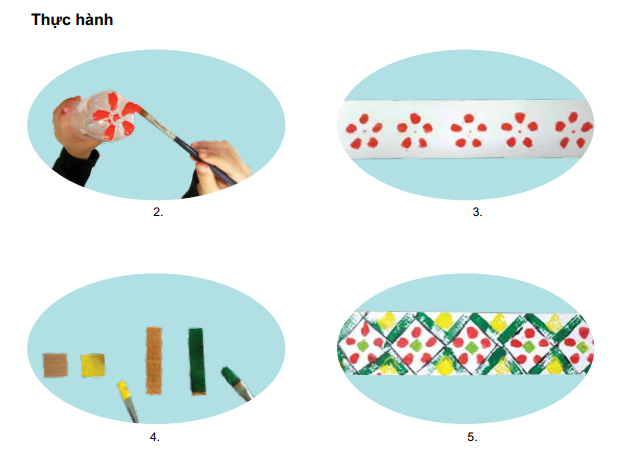 Thực hành
2.
3.
4.
5.